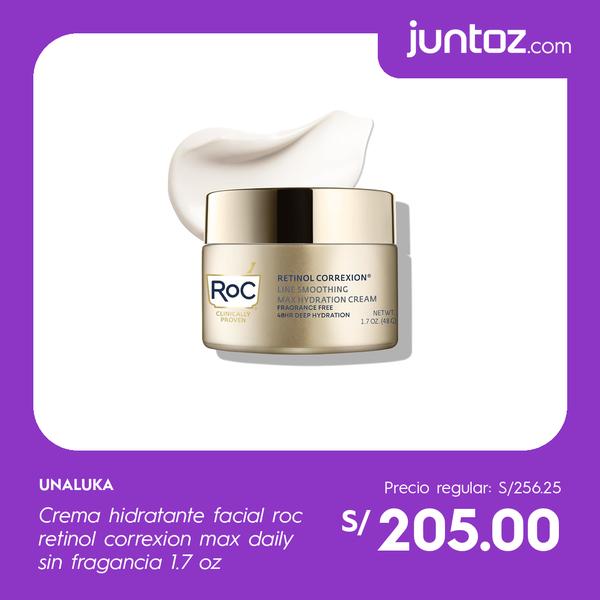 juntoz.com
RoC
CLINICALLY
PROVEN
RETINOL CORREXION®
LINE SMOOTHING
MAX HYDRATION CREAM
FRAGRANCE FREE
48HR DEEP HYDRATION
NET WT.
1.7 OZ. (48 G)
UNALUKA
Crema hidratante facial roc
retinol correxion max daily
sin fragancia 1.7 oz
Precio regular: S/256.25
S/ 205.00